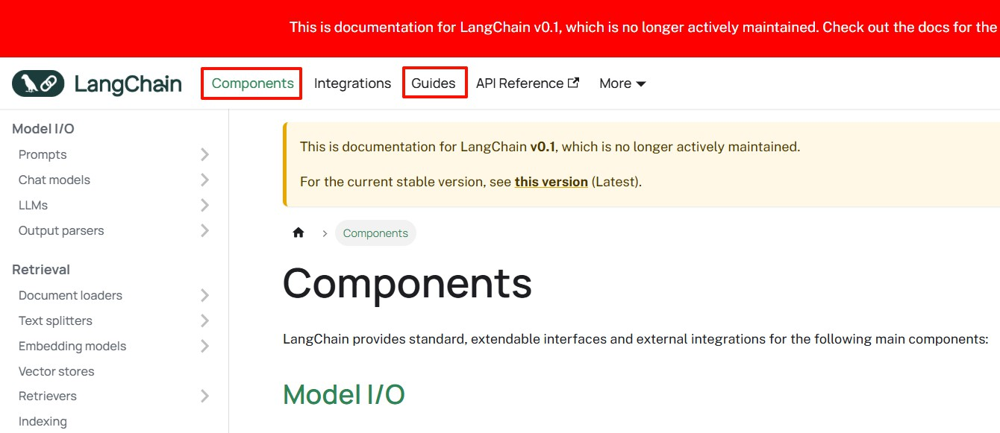 This is documentation for LangChain v0.1, which is no longer actively maintained. Check out the docs for the
LangChain
Components
Integrations
Guides
API Reference
More
Model I/O
Prompts
Chat models
LLMs
Output parsers
Retrieval
Document loaders
Text splitters
Embedding models
Vector stores
Retrievers
Indexing
This is documentation for LangChain v0.1, which is no longer actively maintained.
For the current stable version, see this version (Latest).
Components
Components
LangChain provides standard, extendable interfaces and external integrations for the following main components:
Model I/O